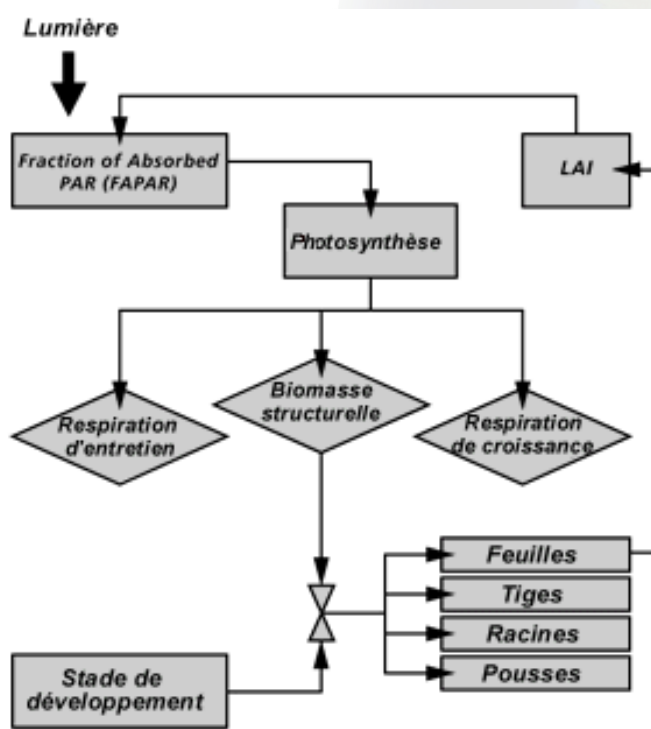 Lumière
Fraction of Absorbed
PAR (FAPAR)
LAI
Photosynthèse
Respiration
d'entretien
Biomasse
structurelle
Respiration
de croissance
Feuilles
Tiges
Racines
Pousses
Stade de
développement